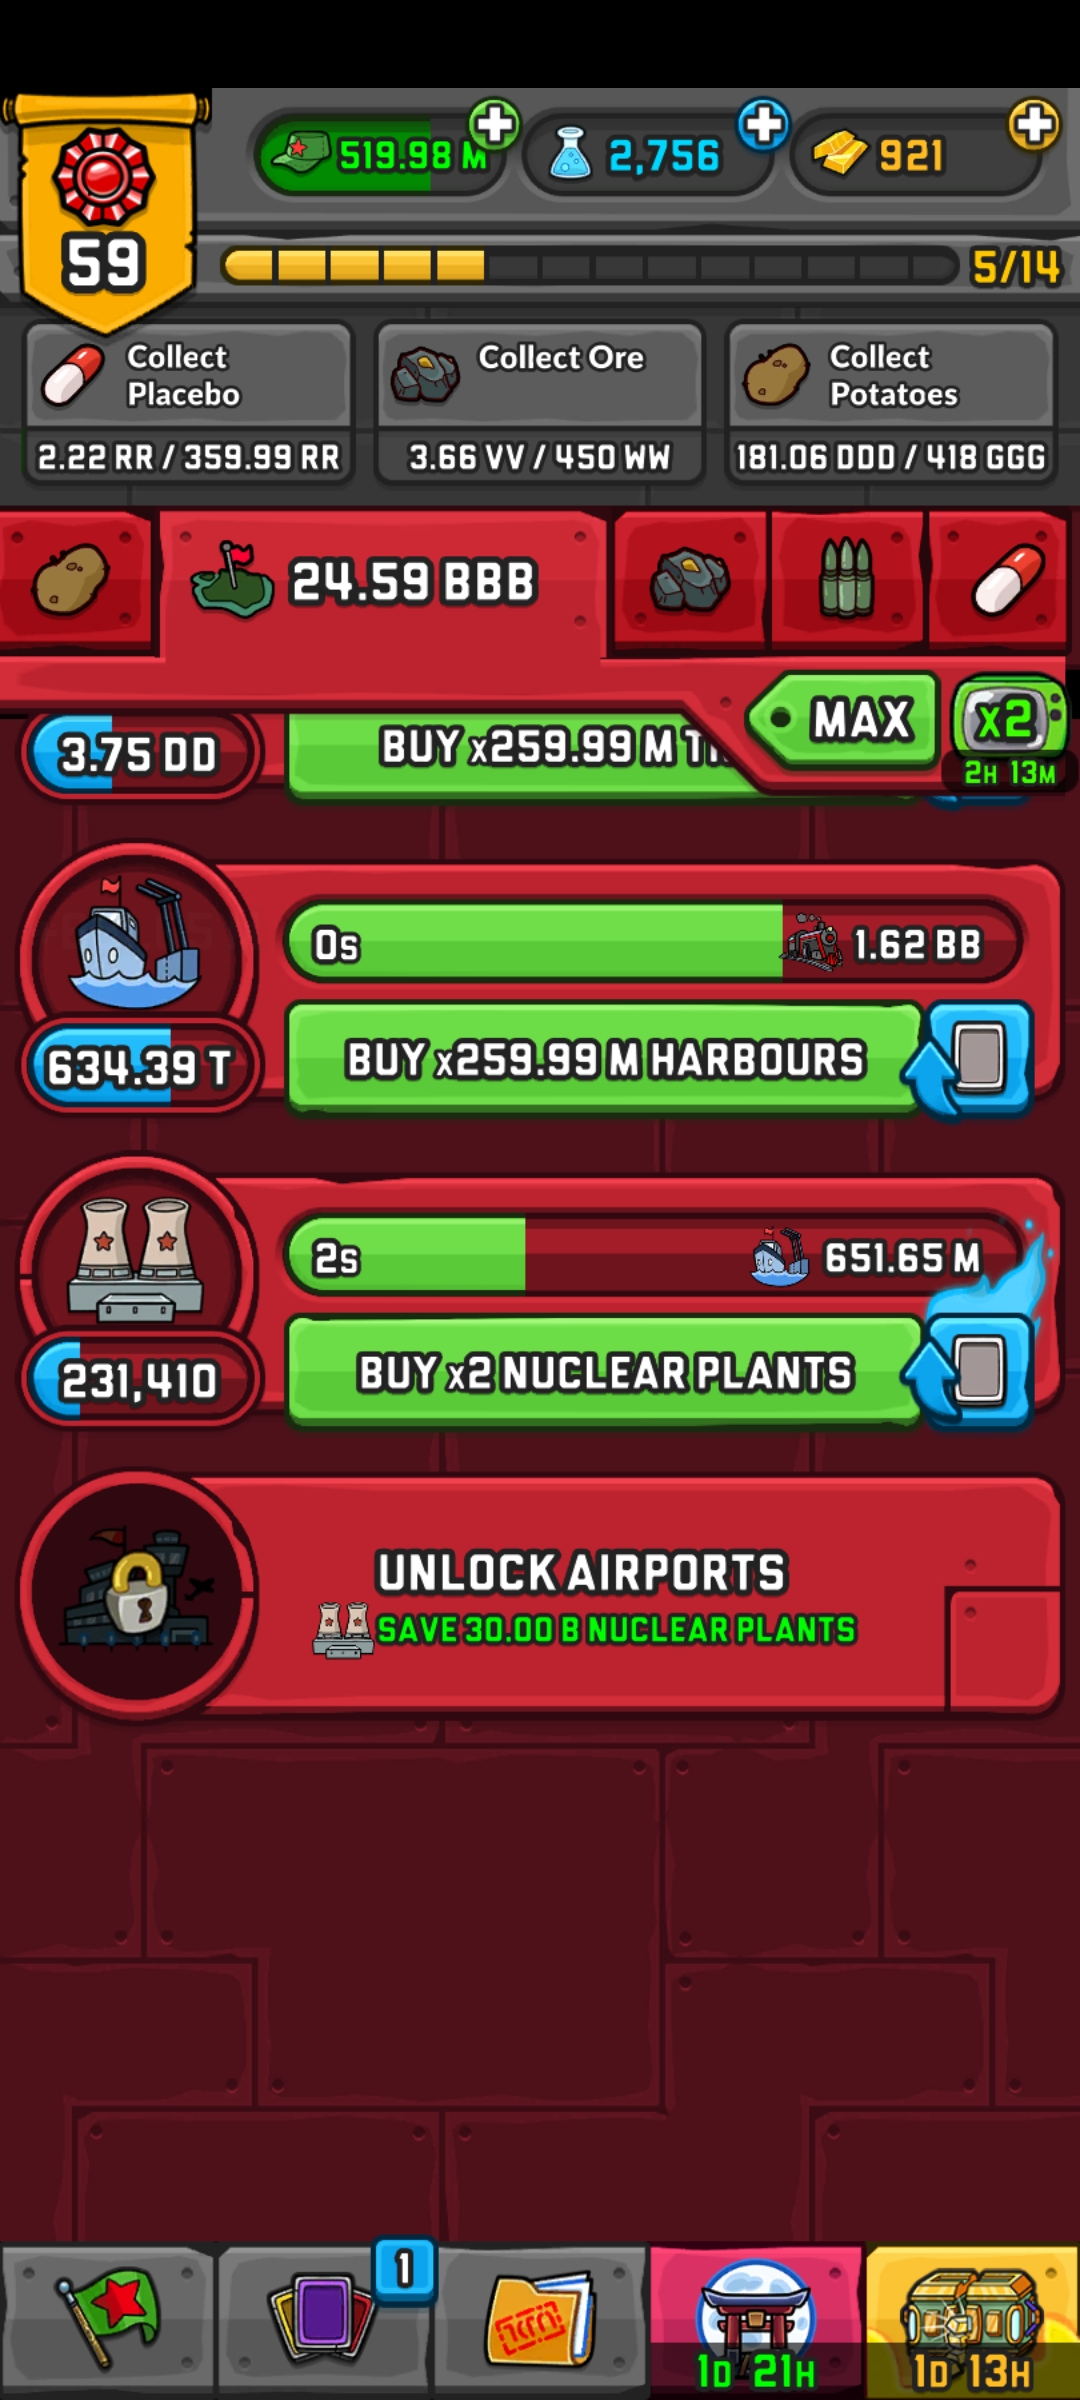 519.98 M
2,756
921
59
5/14
Collect
Placebo
2.22 RR / 359.99 RR
Collect Ore
3.66 VV / 450 WW
Collect
Potatoes
181.06 DDD / 418 GGG
24.59 BBB
MAX
x2
2H 13M
3.75 DD
BUY x259.99 M
0s
1.62 BB
634.39 T
BUY x259.99 M HARBOURS
2s
651.65 M
231,410
BUY x2 NUCLEAR PLANTS
UNLOCK AIRPORTS
SAVE 30.00 B NUCLEAR PLANTS
1
1D 21H
1D 13H